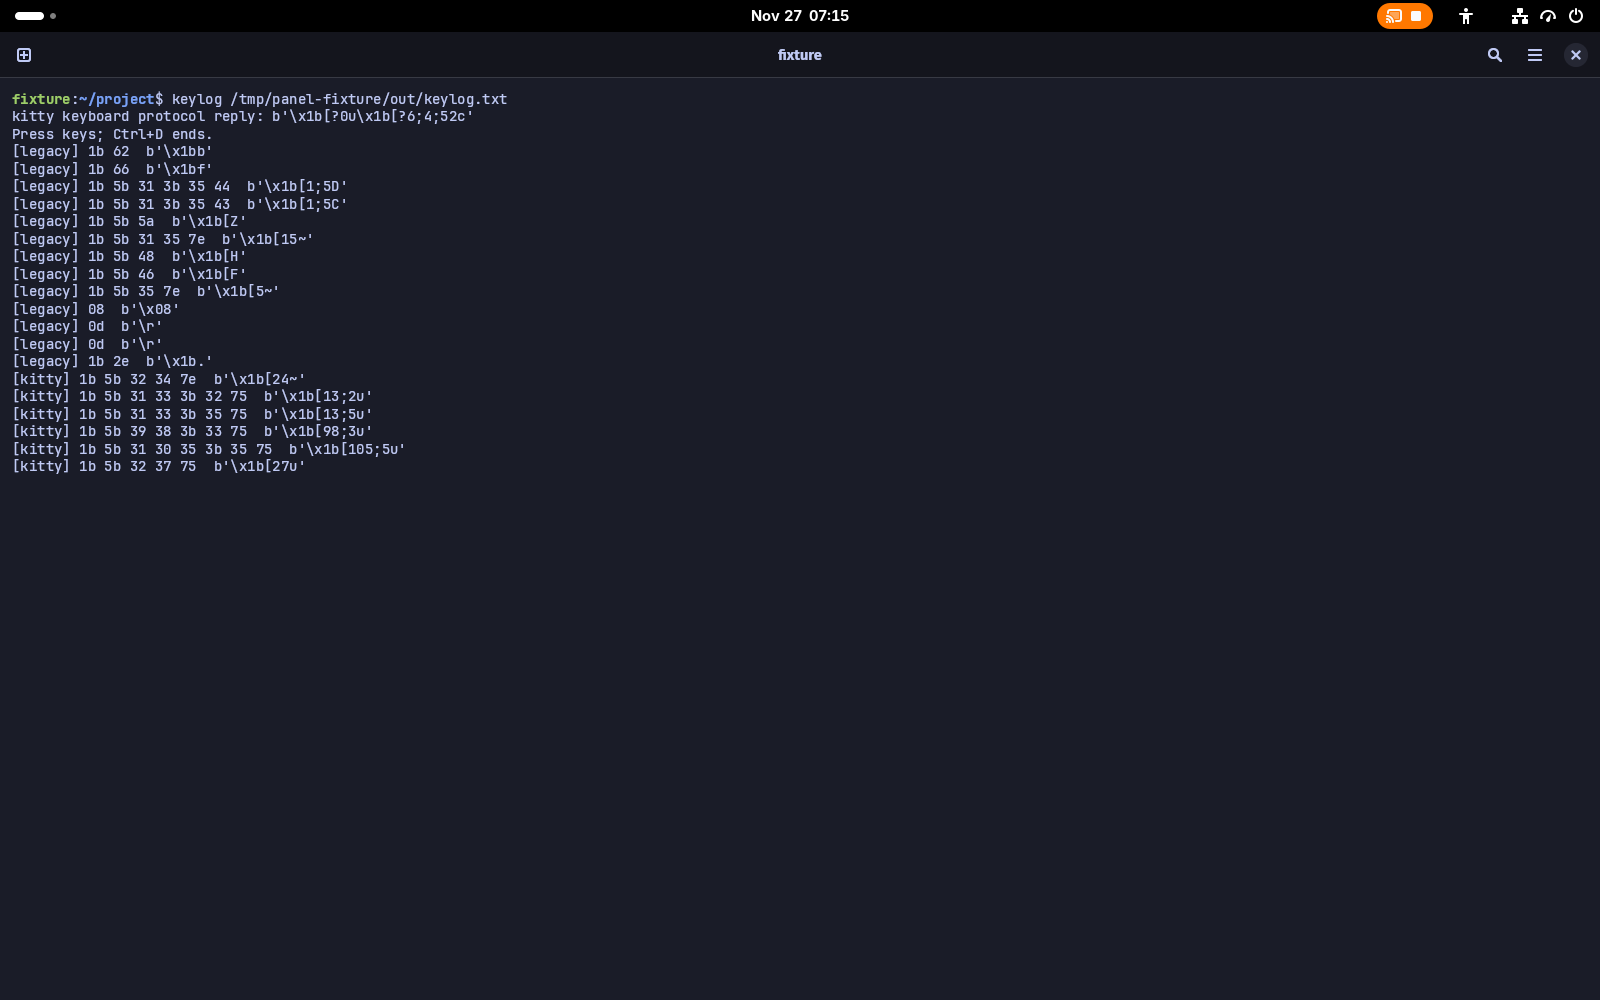 Nov 27 07:15
fixture
fixture:~/project$ keylog /tmp/panel-fixture/out/keylog.txt
kitty keyboard protocol reply: b'\x1b[?0u\x1b[?6;4;52c'
Press keys; Ctrl+D ends.
[legacy] 1b 62  b'\x1bb'
[legacy] 1b 66  b'\x1bf'
[legacy] 1b 5b 31 3b 35 44  b'\x1b[1;5D'
[legacy] 1b 5b 31 3b 35 43  b'\x1b[1;5C'
[legacy] 1b 5b 5a  b'\x1b[Z'
[legacy] 1b 5b 31 35 7e  b'\x1b[15~'
[legacy] 1b 5b 48  b'\x1b[H'
[legacy] 1b 5b 46  b'\x1b[F'
[legacy] 1b 5b 35 7e  b'\x1b[5~'
[legacy] 08  b'\x08'
[legacy] 0d  b'\r'
[legacy] 0d  b'\r'
[legacy] 1b 2e  b'\x1b.'
[kitty] 1b 5b 32 34 7e  b'\x1b[24~'
[kitty] 1b 5b 31 33 3b 32 75  b'\x1b[13;2u'
[kitty] 1b 5b 31 33 3b 35 75  b'\x1b[13;5u'
[kitty] 1b 5b 39 38 3b 33 75  b'\x1b[98;3u'
[kitty] 1b 5b 31 30 35 3b 35 75  b'\x1b[105;5u'
[kitty] 1b 5b 32 37 75  b'\x1b[27u'